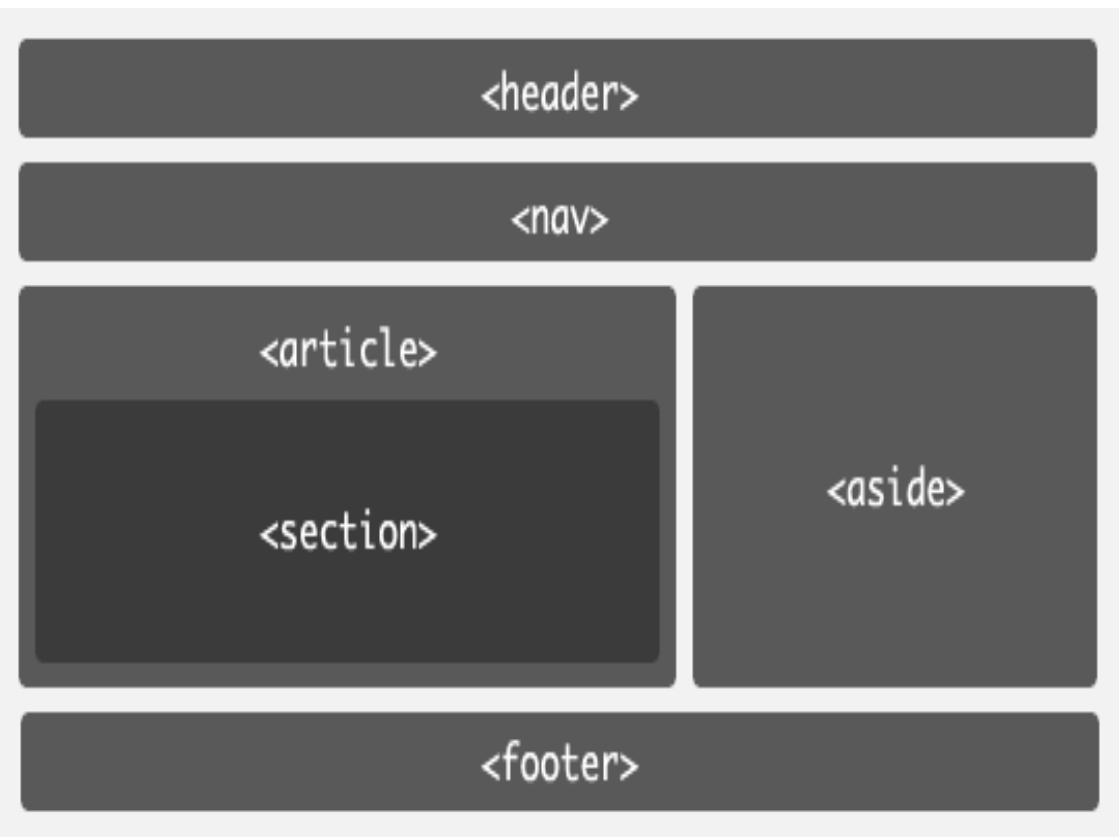 <header>
<nav>
<article>
<section>
<aside>
<footer>